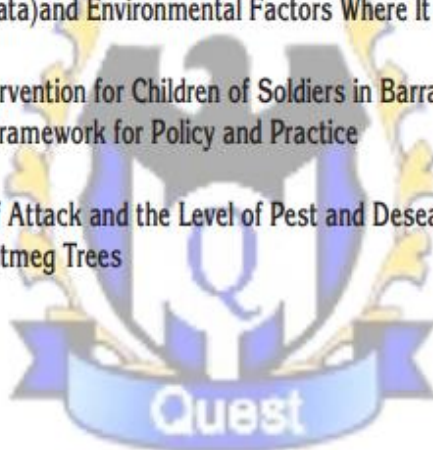 ata)and Environmental Factors Where It
rvention for Children of Soldiers in Barra
ramework for Policy and Practice
f Attack and the Level of Pest and Desea
tmeg Trees
Q
Quest